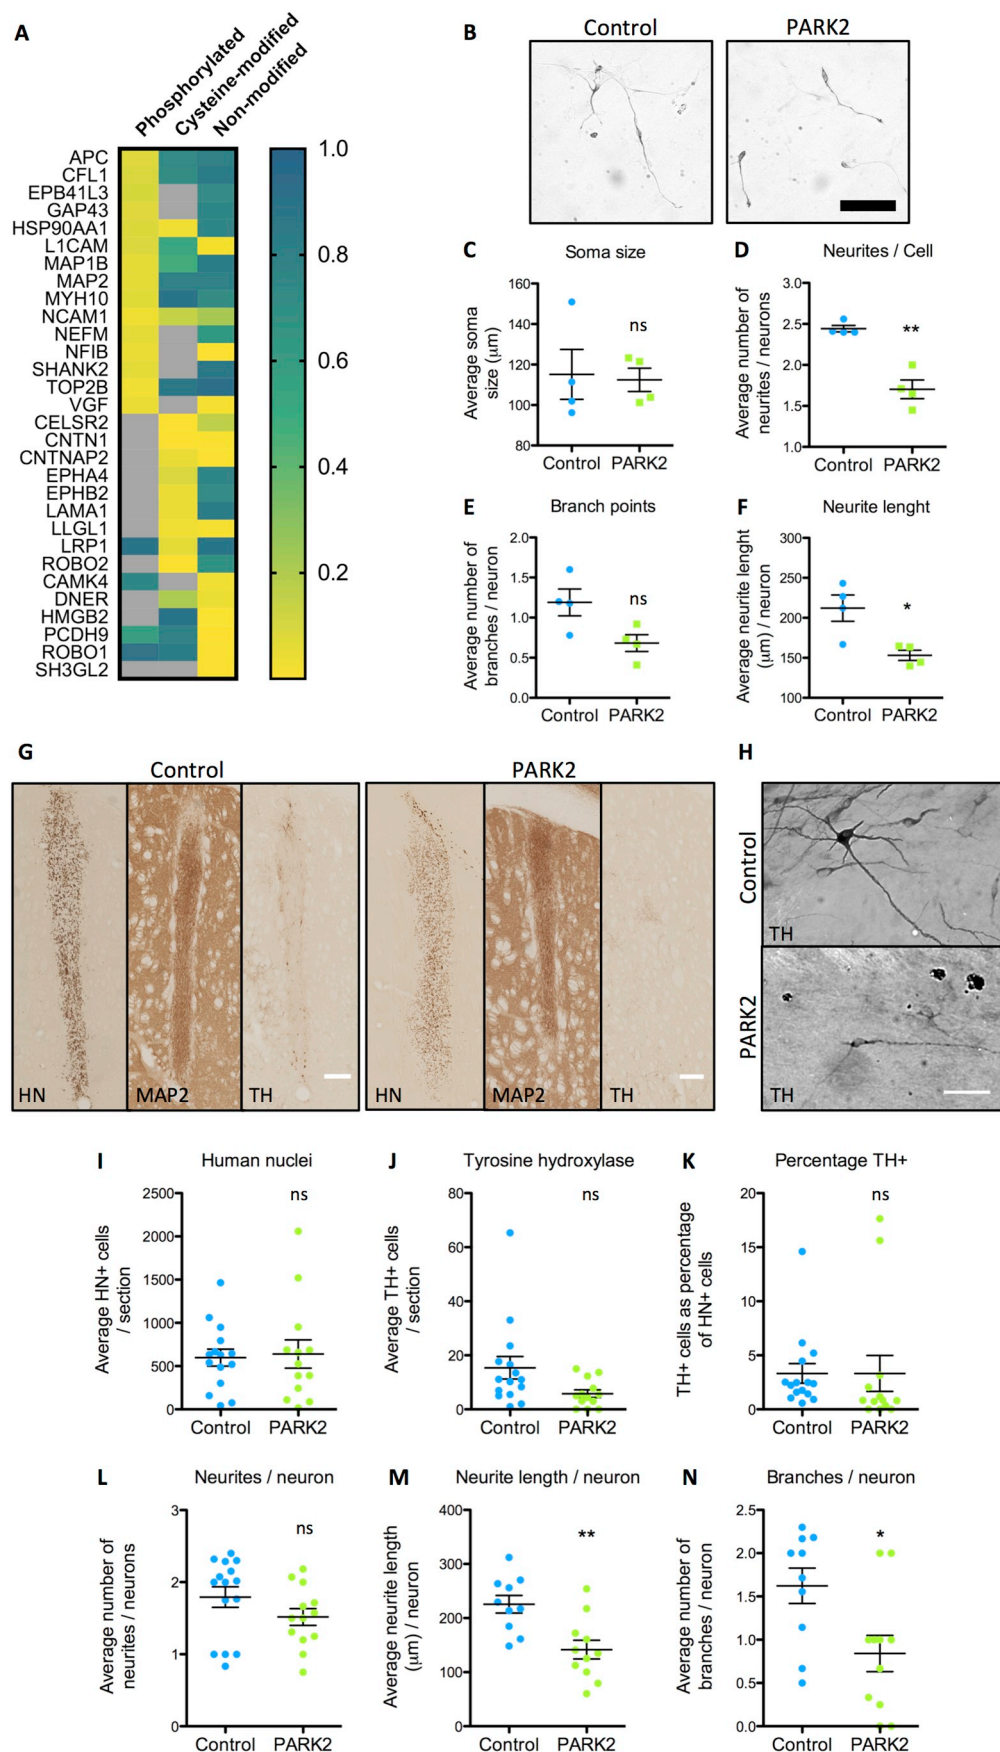 A
Phosphorylated
Cysteine-modified
Non-modified
APC
CFL1
EPB41L3
GAP43
HSP90AA1
L1CAM
MAP1B
MAP2
MYH10
NCAM1
NEFM
NFIB
SHANK2
TOP2B
VGF
CELSR2
CNTN1
CNTNAP2
EPHA4
EPHB2
LAMA1
LLGL1
LRP1
ROBO2
CAMK4
DNER
HMGB2
PCDH9
ROBO1
SH3GL2
1.0
0.8
0.6
0.4
0.2
B
Control
PARK2
C
Soma size
Average soma
size (µm)
160
140
120
100
80
ns
Control
PARK2
D
Neurites / Cell
Average number of
neurites / neurons
3.0
2.5
2.0
1.5
1.0
**
Control
PARK2
E
Branch points
Average number of
branches / neuron
2.0
1.5
1.0
0.5
0.0
ns
Control
PARK2
F
Neurite lenght
Average neurite lenght
(µm) / neuron
300
250
200
150
100
*
Control
PARK2
G
Control
PARK2
HN
MAP2
TH
HN
MAP2
TH
H
Control
TH
PARK2
TH
I
Human nuclei
Average HN+ cells
/ section
2500
2000
1500
1000
500
0
ns
Control
PARK2
J
Tyrosine hydroxylase
Average TH+ cells
/ section
80
60
40
20
0
ns
Control
PARK2
K
Percentage TH+
TH+ cells as percentage
of HN+ cells
20
15
10
5
0
ns
Control
PARK2
L
Neurites / neuron
Average number of
neurites / neurons
3
2
1
0
ns
Control
PARK2
M
Neurite length / neuron
Average neurite length
(µm) / neuron
400
300
200
100
0
**
Control
PARK2
N
Branches / neuron
Average number of
branches / neuron
2.5
2.0
1.5
1.0
0.5
0.0
*
Control
PARK2